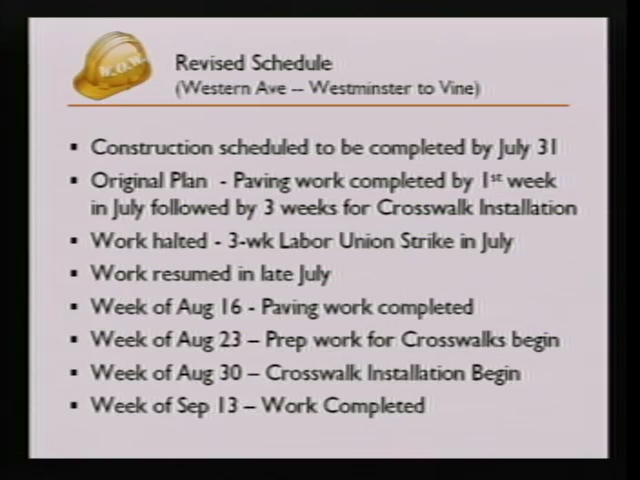 W.O.W.
Revised Schedule
(Western Ave -- Westminster to Vine)
▪ Construction scheduled to be completed by July 31
▪ Original Plan - Paving work completed by 1st week
in July followed by 3 weeks for Crosswalk Installation
▪ Work halted - 3-wk Labor Union Strike in July
▪ Work resumed in late July
▪ Week of Aug 16 - Paving work completed
▪ Week of Aug 23 – Prep work for Crosswalks begin
▪ Week of Aug 30 – Crosswalk Installation Begin
▪ Week of Sep 13 – Work Completed